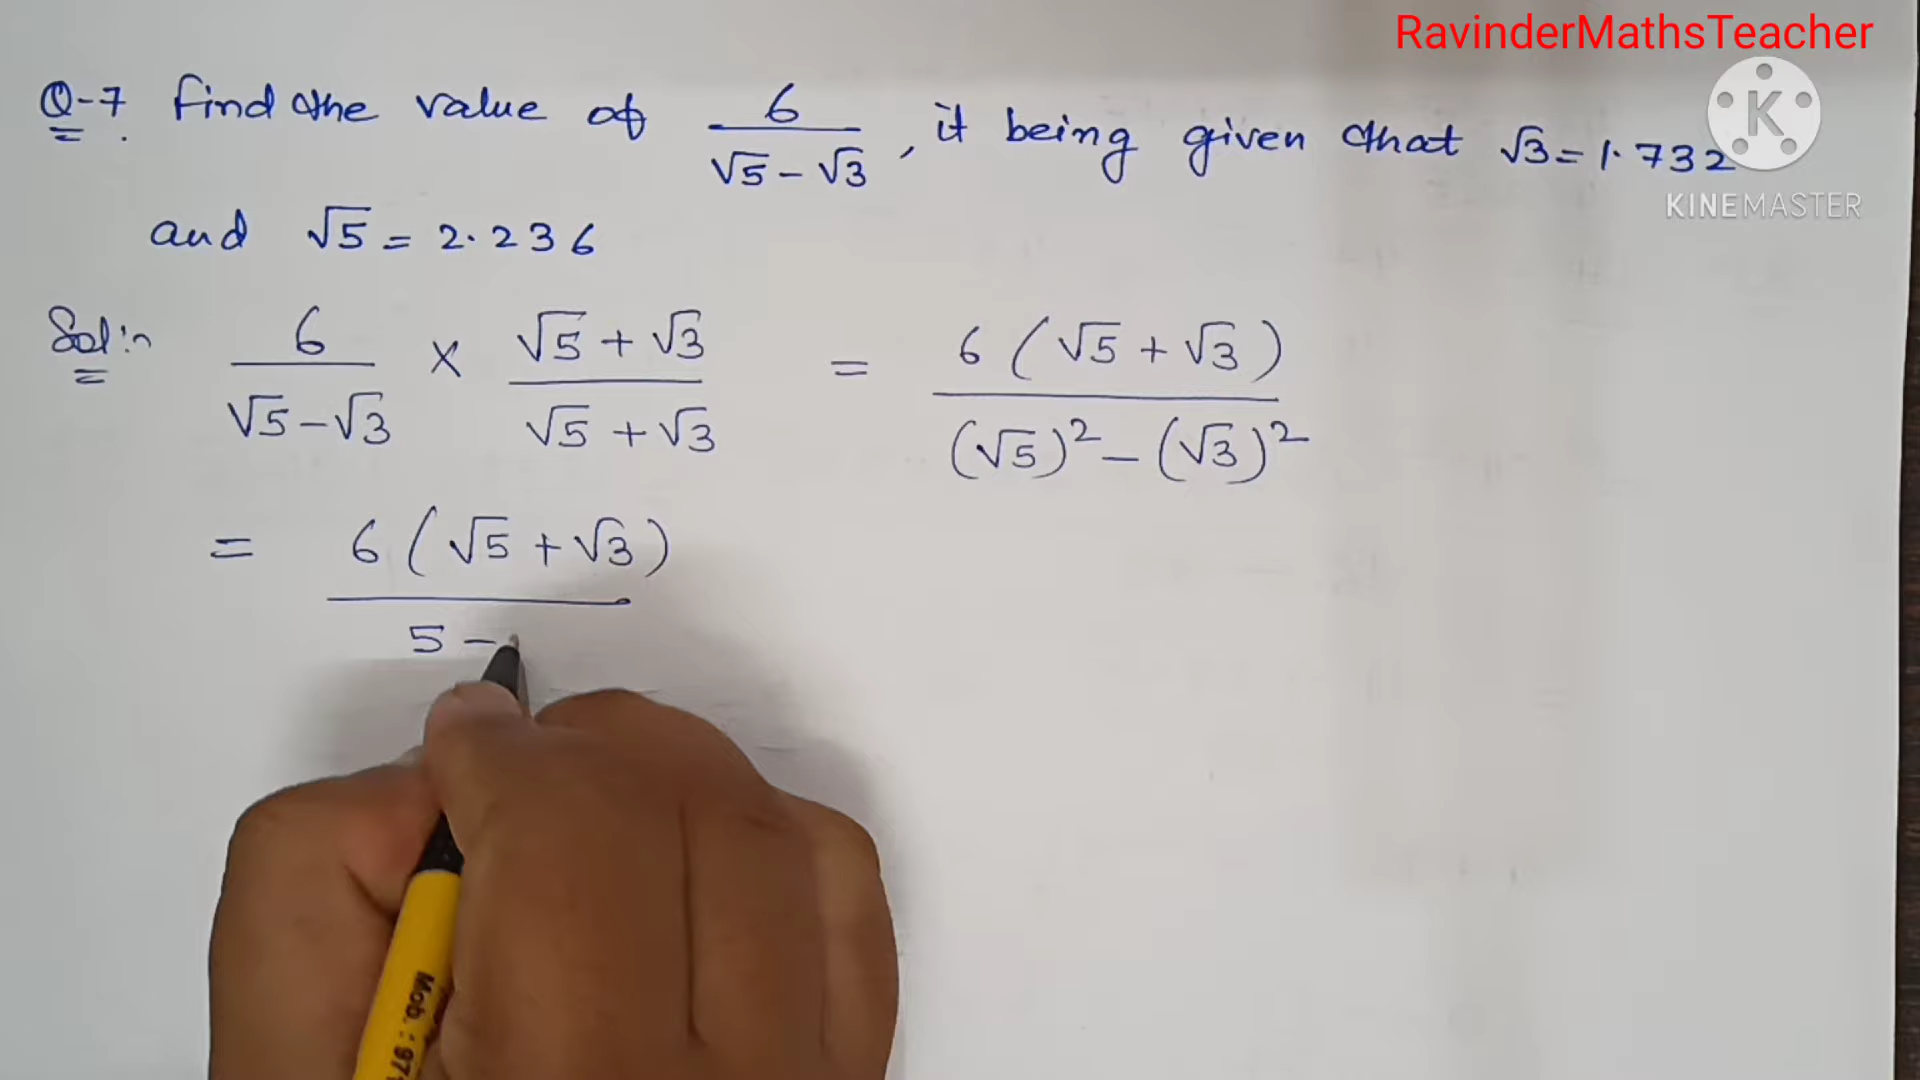 RavinderMathsTeacher
Q-7 Find the value of 6/(√5-√3), it being given that √3=1.732
KINEMASTER
and √5=2.236
Sol:n 6/(√5-√3) × (√5+√3)/(√5+√3) = 6(√5+√3)/((√5)²-(√3)²)
= 6(√5+√3)/5-
Mob.: 971